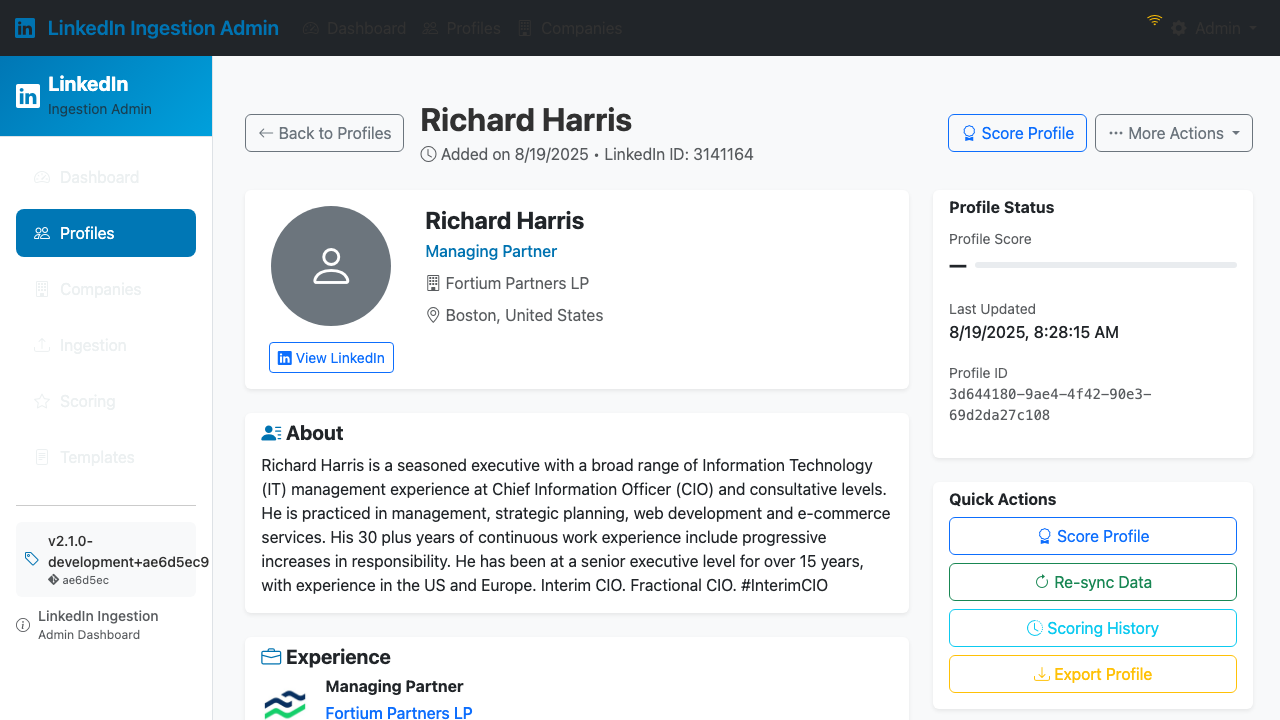 LinkedIn Ingestion Admin
Dashboard
Profiles
Companies
Admin
LinkedIn
Ingestion Admin
Dashboard
Profiles
Companies
Ingestion
Scoring
Templates
v2.1.0-
development+ae6d5ec9
ae6d5ec
LinkedIn Ingestion
Admin Dashboard
Back to Profiles
Richard Harris
Added on 8/19/2025 • LinkedIn ID: 3141164
Score Profile
More Actions
Richard Harris
Managing Partner
Fortium Partners LP
Boston, United States
View LinkedIn
About
Richard Harris is a seasoned executive with a broad range of Information Technology
(IT) management experience at Chief Information Officer (CIO) and consultative levels.
He is practiced in management, strategic planning, web development and e-commerce
services. His 30 plus years of continuous work experience include progressive
increases in responsibility. He has been at a senior executive level for over 15 years,
with experience in the US and Europe. Interim CIO. Fractional CIO. #InterimCIO
Experience
Managing Partner
Fortium Partners LP
Profile Status
Profile Score
—
Last Updated
8/19/2025, 8:28:15 AM
Profile ID
3d644180-9ae4-4f42-90e3-
69d2da27c108
Quick Actions
Score Profile
Re-sync Data
Scoring History
Export Profile